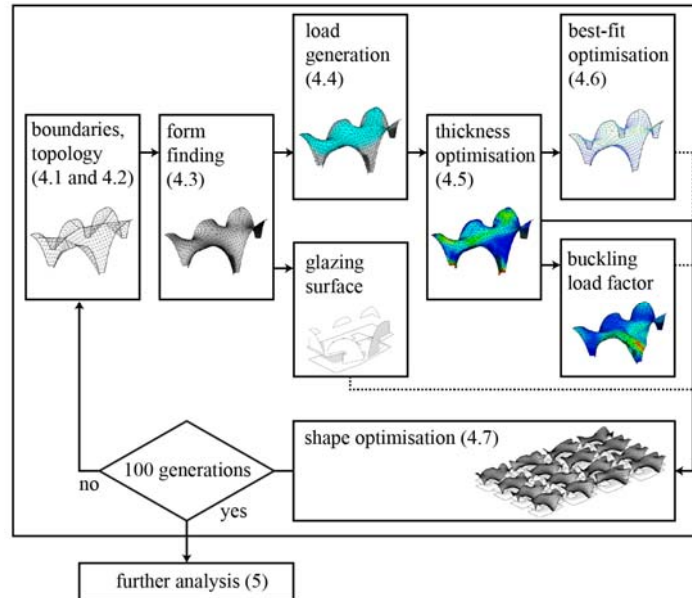 load
generation
(4.4)
best-fit
optimisation
(4.6)
boundaries,
topology
(4.1 and 4.2)
form
finding
(4.3)
thickness
optimisation
(4.5)
glazing
surface
buckling
load factor
shape optimisation (4.7)
100 generations
no
yes
further analysis (5)